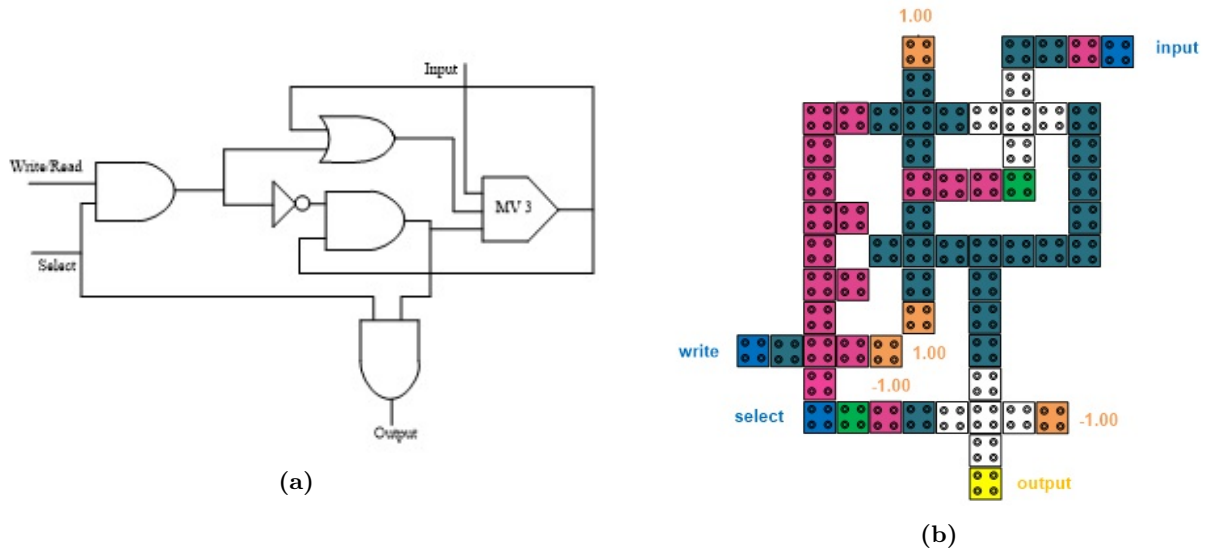 Input
Write/Read
MV 3
Select
Output
(a)
1.00
input
write
1.00
-1.00
select
-1.00
output
(b)